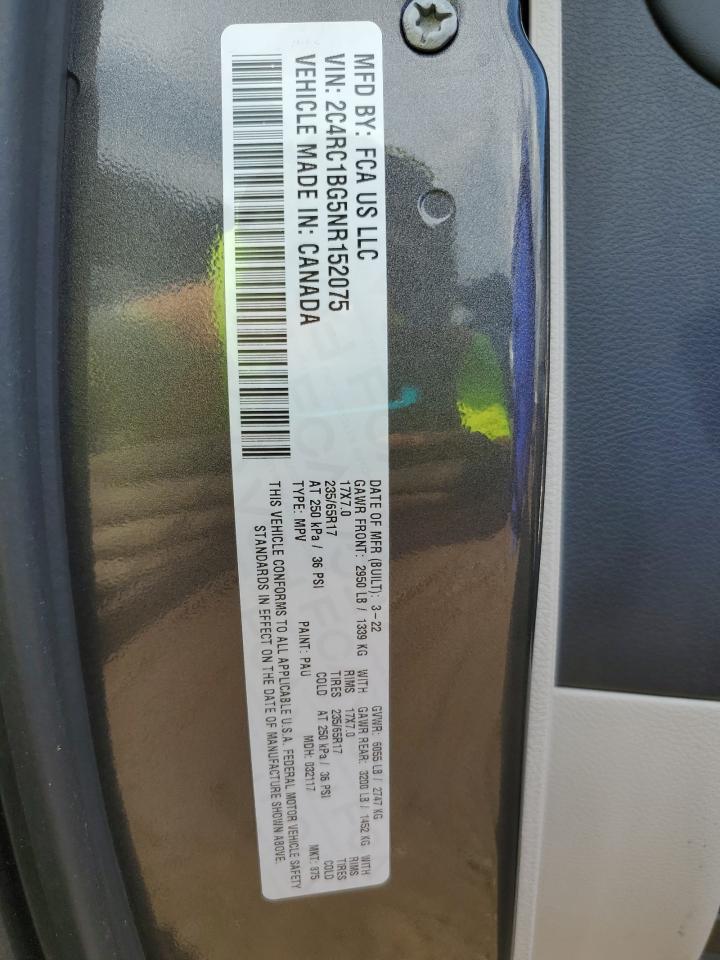 MFD BY: FCA US LLC
VIN: 2C4RC1BG5NR152075
VEHICLE MADE IN: CANADA
DATE OF MFR (BUILT): 3-22 GVWR: 6055 LB / 2747 KG
GAWR FRONT: 2950 LB / 1339 KG WITH GAWR REAR: 3200 LB / 1452 KG WITH
17X7.0 RIMS 17X7.0 RIMS
235/65R17 TIRES 235/65R17 TIRES
AT 250 kPa / 36 PSI COLD AT 250 kPa / 36 PSI COLD
TYPE: MPV PAINT: PAU MDH: 032117 MKT: 875
THIS VEHICLE CONFORMS TO ALL APPLICABLE U.S.A. FEDERAL MOTOR VEHICLE SAFETY
STANDARDS IN EFFECT ON THE DATE OF MANUFACTURE SHOWN ABOVE.